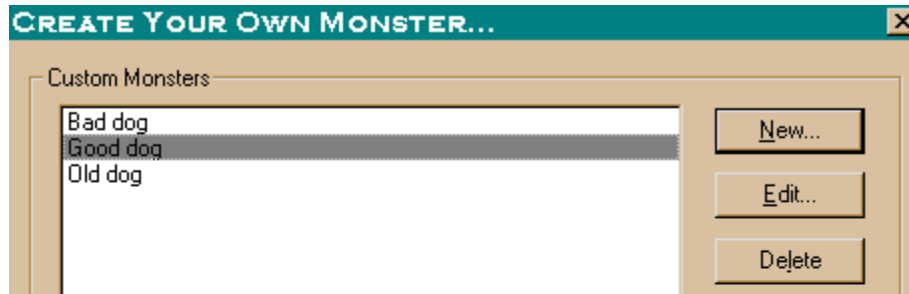 Create Your Own Monster...
Custom Monsters
Bad dog
Good dog
Old dog
New...
Edit...
Delete